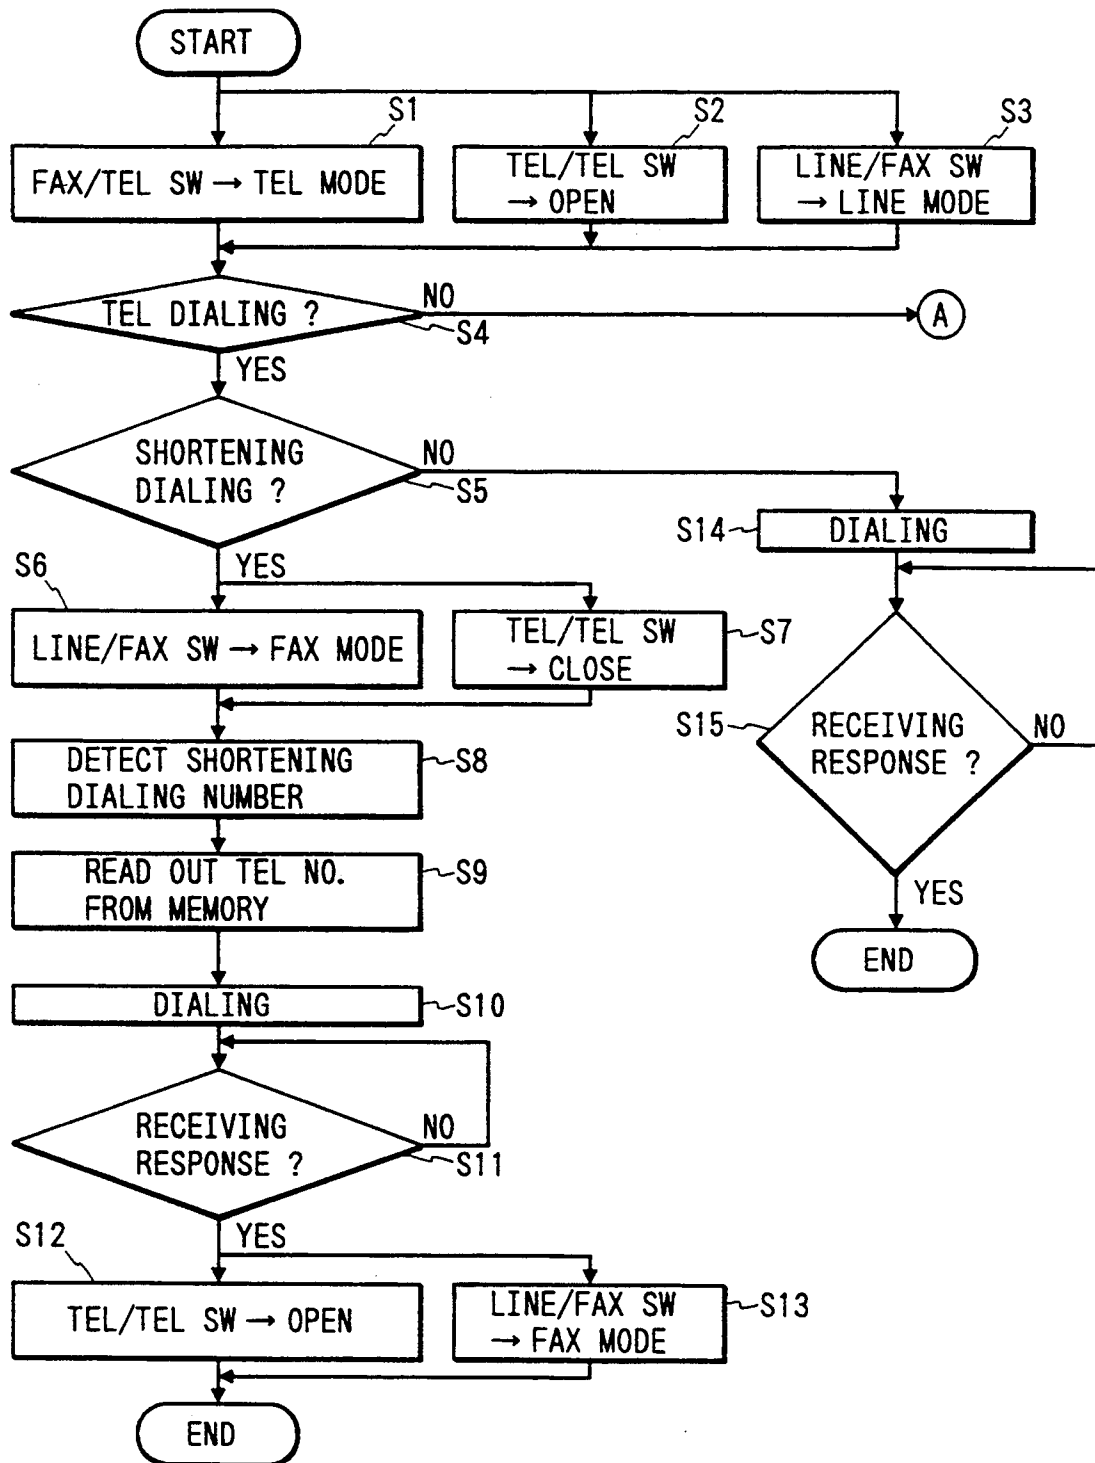 START
S1
S2
S3
FAX/TEL SW → TEL MODE
TEL/TEL SW
→ OPEN
LINE/FAX SW
→ LINE MODE
TEL DIALING ?
NO
S4
A
YES
SHORTENING
DIALING ?
NO
S5
S14
DIALING
YES
S6
LINE/FAX SW → FAX MODE
TEL/TEL SW
→ CLOSE
S7
S15
RECEIVING
RESPONSE ?
NO
DETECT SHORTENING
DIALING NUMBER
S8
READ OUT TEL NO.
FROM MEMORY
S9
YES
END
DIALING
S10
RECEIVING
RESPONSE ?
NO
S11
YES
S12
TEL/TEL SW → OPEN
LINE/FAX SW
→ FAX MODE
S13
END